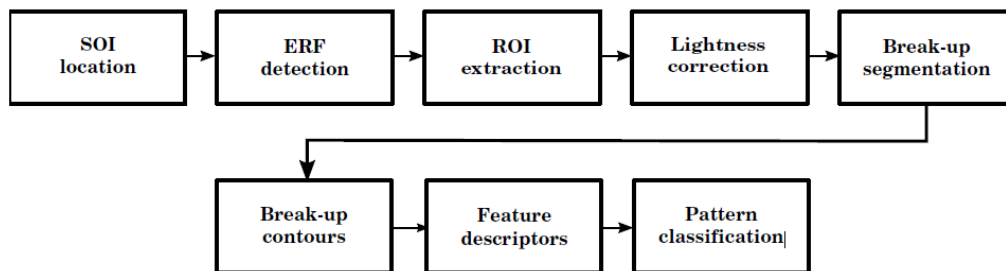 SOI
location
ERF
detection
ROI
extraction
Lightness
correction
Break-up
segmentation
Break-up
contours
Feature
descriptors
Pattern
classification